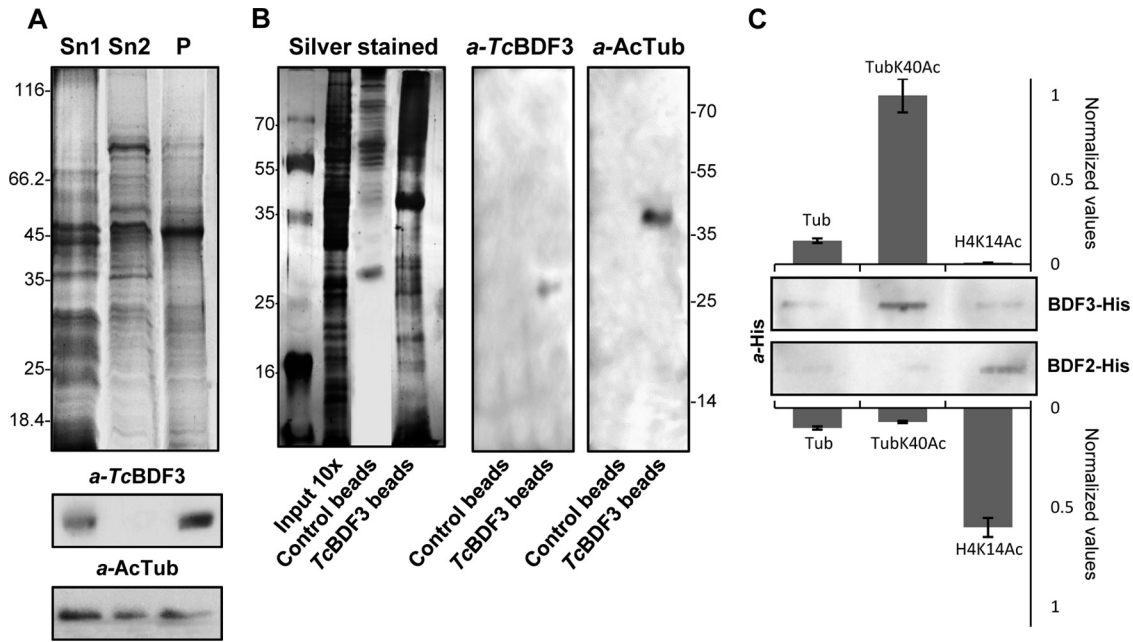 A
Sn1 Sn2 P
116-
66.2-
45-
35-
25-
18.4-
a-TcBDF3
a-AcTub
B
Silver stained
a-TcBDF3
a-AcTub
70-
55-
35-
25-
16-
-70
-55
-35
-25
-14
Input 10x
Control beads
TcBDF3 beads
Control beads
TcBDF3 beads
Control beads
TcBDF3 beads
C
TubK40Ac
Tub
H4K14Ac
1
0.5
0
Normalized values
a-His
BDF3-His
BDF2-His
Tub
TubK40Ac
H4K14Ac
0
0.5
1
Normalized values